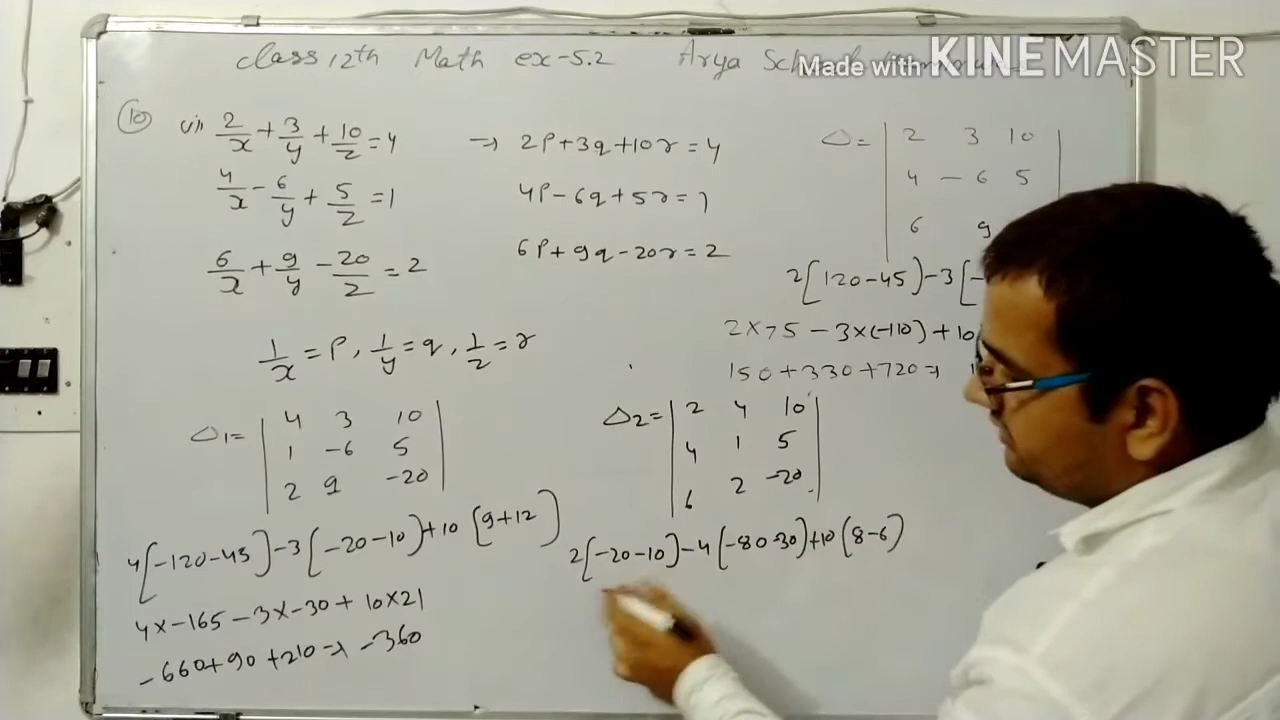 Class 12th Math ex-5.2 Arya
Made with KINEMASTER
10 2/x + 3/y + 10/z = 4 → 2p+3q+10r=4
4/x - 6/y + 5/z = 1 4p-6q+5r=1
6/x + 9/y - 20/z = 2 6p+9q-20r=2
1/x = p, 1/y = q, 1/z = r
Δ= | 2 3 10
4 -6 5
6 9
2[120-45)-3[-
2×75-3×(-110)+10
150+330+720⇒
Δ1= | 4 3 10 |
1 -6 5
2 9 -20
4[-120-45]-3[-20-10]+10[9+12]
4×-165-3×-30+10×21
-660+90+210→-360
Δ2= | 2 4 10 |
4 1 5
6 2 -20
2[-20-10]-4[-80-30)+10(8-6)